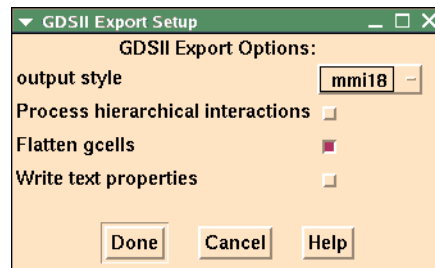 GDSII Export Setup
GDSII Export Options:
output style mmi18
Process hierarchical interactions
Flatten gcells
Write text properties
Done Cancel Help